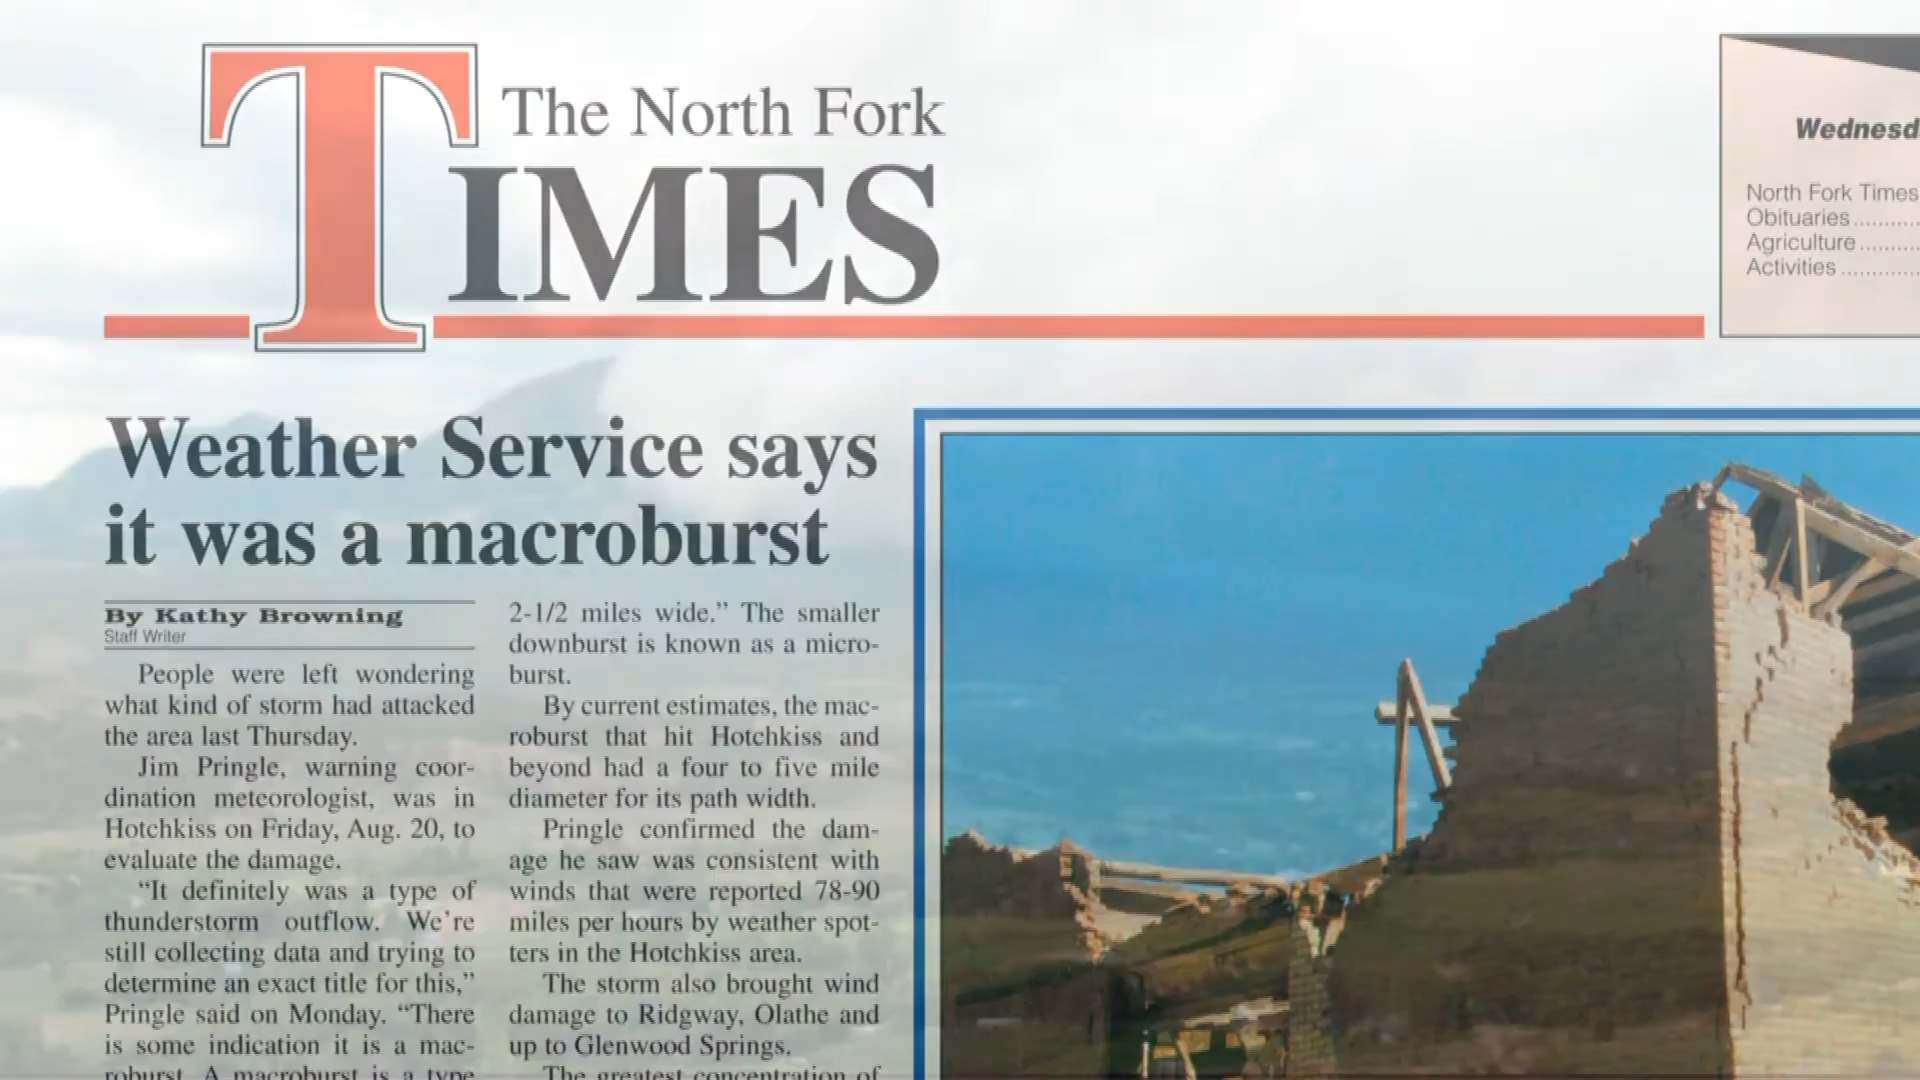 The North Fork
TIMES
Wednesd
North Fork Times
Obituaries..........
Agriculture..........
Activities.............
Weather Service says
it was a macroburst
By Kathy Browning
Staff Writer
People were left wondering
what kind of storm had attacked
the area last Thursday.
Jim Pringle, warning coor-
dination meteorologist, was in
Hotchkiss on Friday, Aug. 20, to
evaluate the damage.
“It definitely was a type of
thunderstorm outflow. We’re
still collecting data and trying to
determine an exact title for this,”
Pringle said on Monday. “There
is some indication it is a mac-
roburst. A macroburst is a type
2-1/2 miles wide.” The smaller
downburst is known as a micro-
burst.
By current estimates, the mac-
roburst that hit Hotchkiss and
beyond had a four to five mile
diameter for its path width.
Pringle confirmed the dam-
age he saw was consistent with
winds that were reported 78-90
miles per hours by weather spot-
ters in the Hotchkiss area.
The storm also brought wind
damage to Ridgway, Olathe and
up to Glenwood Springs.
The greatest concentration of